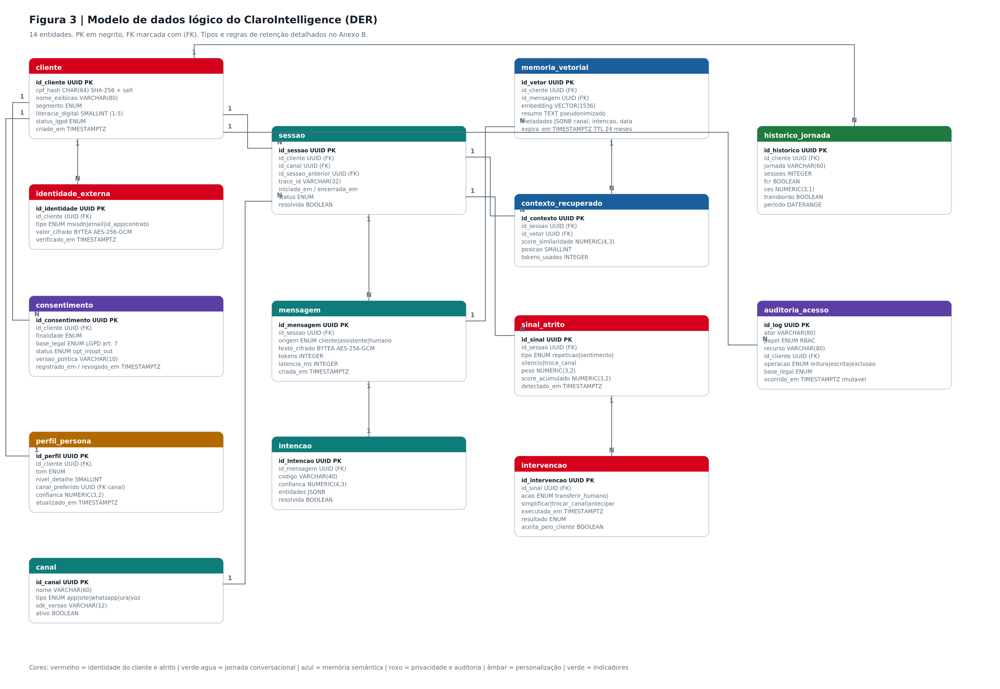 Figura 3 | Modelo de dados lógico do ClaroIntelligence (DER)
14 entidades. PK em negrito, FK marcada com (FK). Tipos e regras de retenção detalhados no Anexo B.
1
cliente
id_cliente UUID PK
cpf_hash CHAR(64) SHA-256 + salt
nome_exibicao VARCHAR(80)
segmento ENUM
literacia_digital SMALLINT (1-5)
status_lgpd ENUM
criado_em TIMESTAMPTZ
1
1
1
1
1
N
identidade_externa
id_identidade UUID PK
id_cliente UUID (FK)
tipo ENUM msisdn|email|id_app|contrato
valor_cifrado BYTEA AES-256-GCM
verificado_em TIMESTAMPTZ
consentimento
N
id_consentimento UUID PK
id_cliente UUID (FK)
finalidade ENUM
base_legal ENUM LGPD art. 7
status ENUM opt_in|opt_out
versao_politica VARCHAR(10)
registrado_em / revogado_em TIMESTAMPTZ
perfil_persona
1
id_perfil UUID PK
id_cliente UUID (FK)
tom ENUM
nivel_detalhe SMALLINT
canal_preferido UUID (FK canal)
confianca NUMERIC(3,2)
atualizado_em TIMESTAMPTZ
canal
id_canal UUID PK
nome VARCHAR(60)
tipo ENUM app|site|whatsapp|ura|voz
sdk_versao VARCHAR(12)
ativo BOOLEAN
1
sessao
N
id_sessao UUID PK
id_cliente UUID (FK)
id_canal UUID (FK)
id_sessao_anterior UUID (FK)
trace_id VARCHAR(32)
iniciada_em / encerrada_em
N
status ENUM
resolvida BOOLEAN
1
1
1
N
mensagem
id_mensagem UUID PK
id_sessao UUID (FK)
origem ENUM cliente|assistente|humano
texto_cifrado BYTEA AES-256-GCM
tokens INTEGER
latencia_ms INTEGER
criada_em TIMESTAMPTZ
1
1
1
intencao
id_intencao UUID PK
id_mensagem UUID (FK)
codigo VARCHAR(40)
confianca NUMERIC(4,3)
entidades JSONB
resolvida BOOLEAN
memoria_vetorial
id_vetor UUID PK
id_cliente UUID (FK)
id_mensagem UUID (FK)
embedding VECTOR(1536)
resumo TEXT pseudonimizado
N
metadados JSONB canal, intencao, data
expira_em TIMESTAMPTZ TTL 24 meses
1
N
contexto_recuperado
N
id_contexto UUID PK
id_sessao UUID (FK)
id_vetor UUID (FK)
score_similaridade NUMERIC(4,3)
posicao SMALLINT
tokens_usados INTEGER
sinal_atrito
N
id_sinal UUID PK
id_sessao UUID (FK)
tipo ENUM repeticao|sentimento|
silencio|troca_canal
peso NUMERIC(3,2)
score_acumulado NUMERIC(3,2)
detectado_em TIMESTAMPTZ
1
N
intervencao
id_intervencao UUID PK
id_sinal UUID (FK)
acao ENUM transferir_humano|
simplificar|trocar_canal|antecipar
executada_em TIMESTAMPTZ
resultado ENUM
aceita_pelo_cliente BOOLEAN
N
historico_jornada
id_historico UUID PK
id_cliente UUID (FK)
jornada VARCHAR(60)
sessoes INTEGER
fcr BOOLEAN
ces NUMERIC(3,1)
transbordo BOOLEAN
periodo DATERANGE
auditoria_acesso
id_log UUID PK
ator VARCHAR(80)
N
papel ENUM RBAC
recurso VARCHAR(80)
id_cliente UUID (FK)
operacao ENUM leitura|escrita|exclusao
base_legal ENUM
ocorrido_em TIMESTAMPTZ imutavel
Cores: vermelho = identidade do cliente e atrito | verde-agua = jornada conversacional | azul = memória semântica | roxo = privacidade e auditoria | âmbar = personalização | verde = indicadores